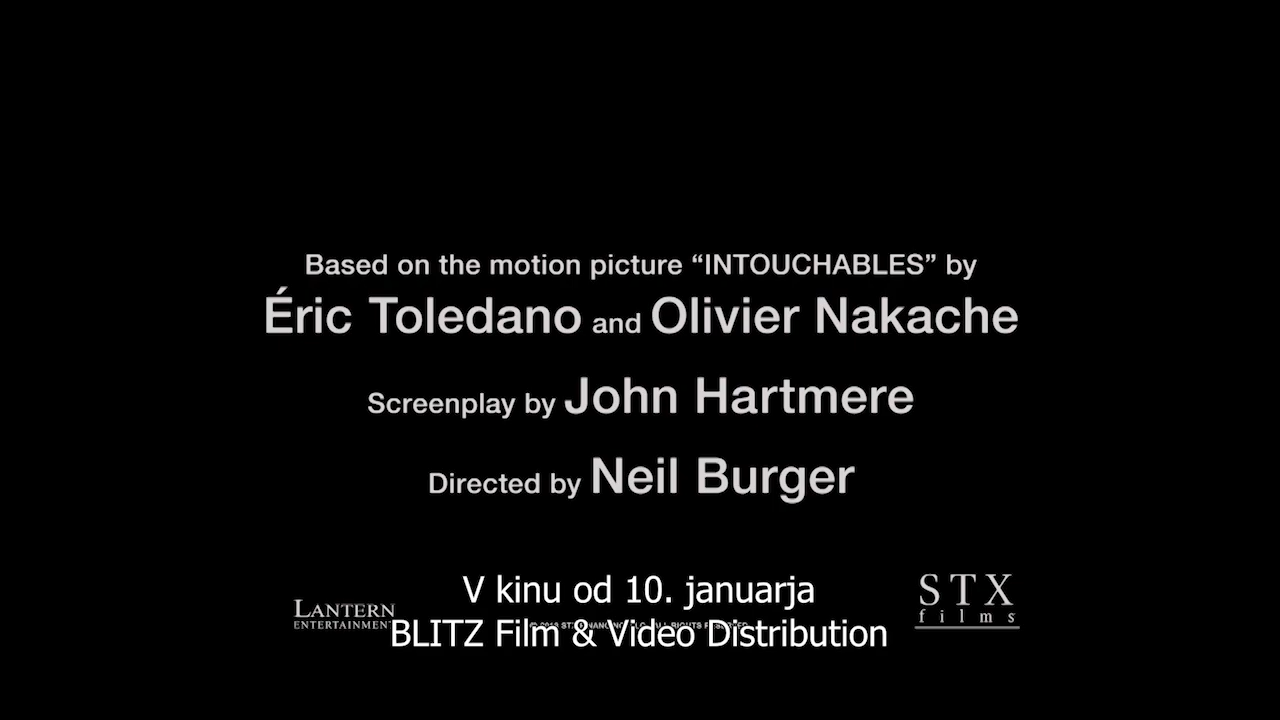 Based on the motion picture “INTOUCHABLES” by
Éric Toledano and Olivier Nakache
Screenplay by John Hartmere
Directed by Neil Burger
V kinu od 10. januarja
BLITZ Film & Video Distribution
LANTERN
ENTERTAINMENT
STX
films